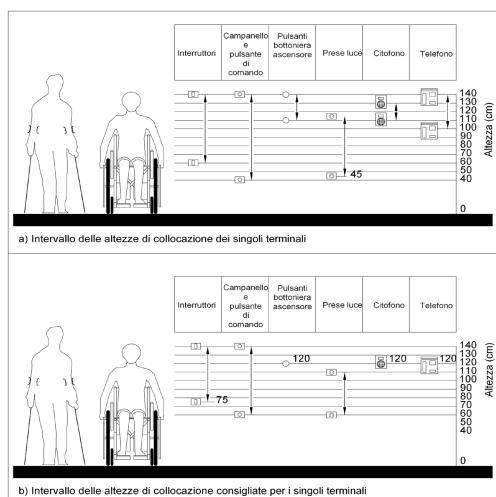 Interruttori
Campanello
e
pulsante
di
comando
Pulsanti
bottoniera
ascensore
Prese luce
Citofono
Telefono
140
130
120
110
100
90
80
70
60
50
40
0
45
Altezza (cm)
a) Intervallo delle altezze di collocazione dei singoli terminali
Interruttori
Campanello
e
pulsante
di
comando
Pulsanti
bottoniera
ascensore
Prese luce
Citofono
Telefono
120
120
120
75
140
130
120
110
100
90
80
70
60
50
40
0
Altezza (cm)
b) Intervallo delle altezze di collocazione consigliate per i singoli terminali